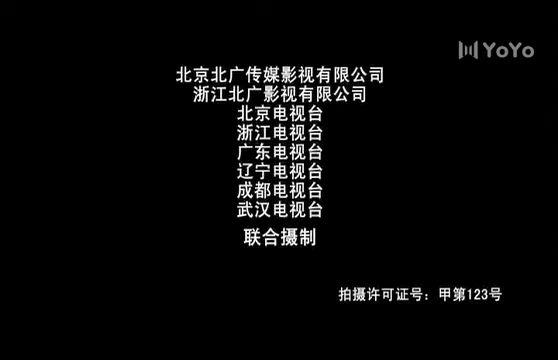 YoYo
北京北广传媒影视有限公司
浙江北广影视有限公司
北京电视台
浙江电视台
广东电视台
辽宁电视台
成都电视台
武汉电视台
联合摄制
拍摄许可证号：甲第123号